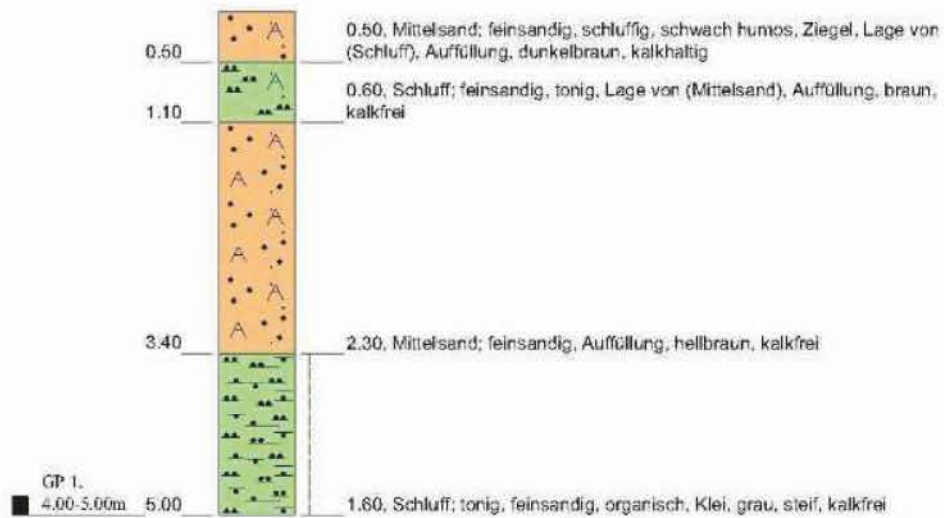 0.50, Mittelsand; feinsandig, schluffig, schwach humos, Ziegel, Lage von
0.50 (Schluff), Auffüllung, dunkelbraun, kalkhaltig
0.60, Schluff; feinsandig, tonig, Lage von (Mittelsand), Auffüllung, braun,
1.10 kalkfrei
A
A
A
A
A
A
A
A
3.40 2.30, Mittelsand; feinsandig, Auffüllung, hellbraun, kalkfrei
GP 1.
4.00-5.00m 5.00 1.60, Schluff; tonig, feinsandig, organisch, Klei, grau, steif, kalkfrei